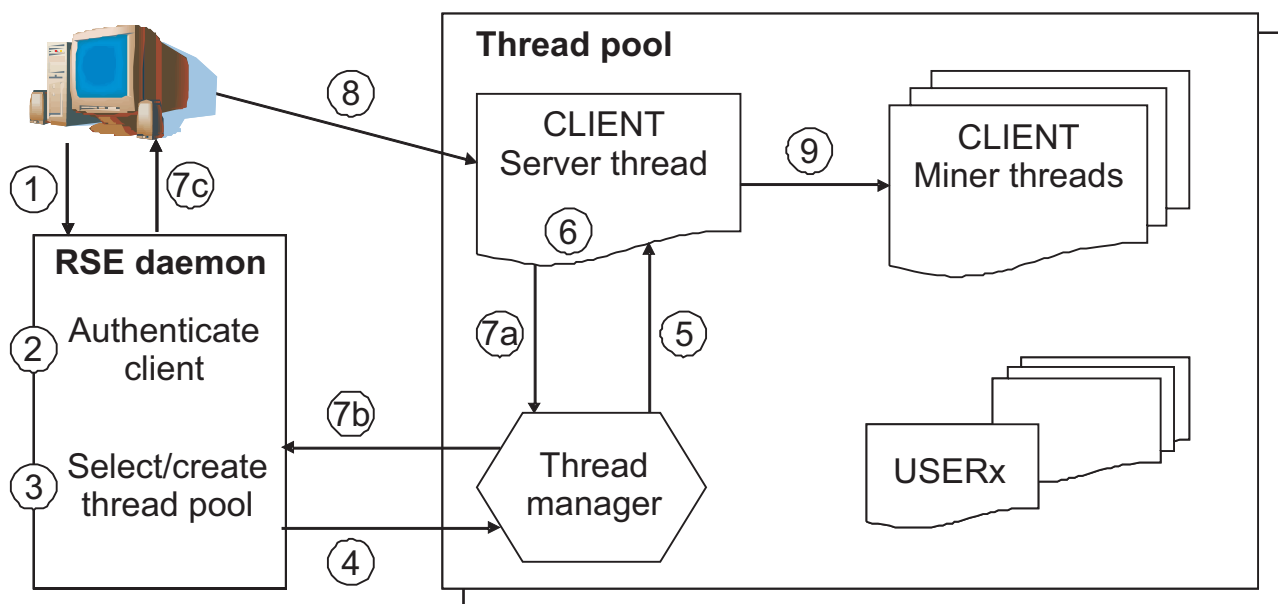 Thread pool
8
CLIENT
Server thread
9
CLIENT
Miner threads
1
7c
6
RSE daemon
2
Authenticate
client
7a
5
7b
3
Select/create
thread pool
Thread
manager
USERx
4